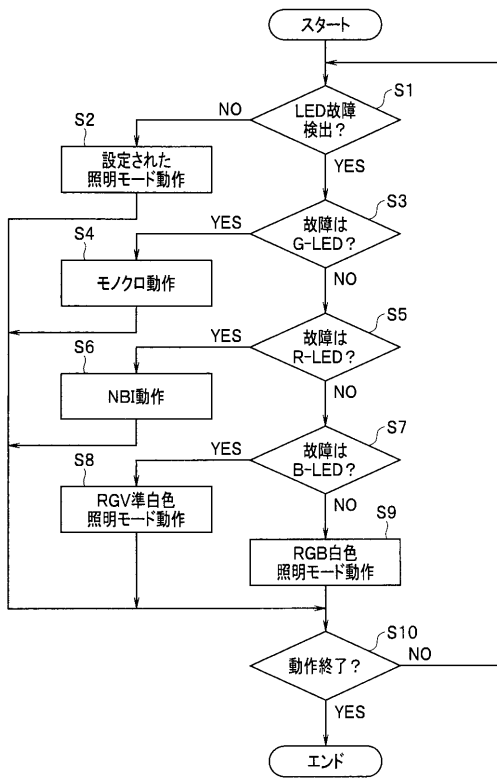 スタート
S1
LED故障
検出？
NO
YES
S2
設定された
照明モード動作
S3
故障は
G-LED？
YES
NO
S4
モノクロ動作
S5
故障は
R-LED？
YES
NO
S6
NBI動作
S7
故障は
B-LED？
YES
NO
S8
RGV準白色
照明モード動作
S9
RGB白色
照明モード動作
S10
動作終了？
NO
YES
エンド